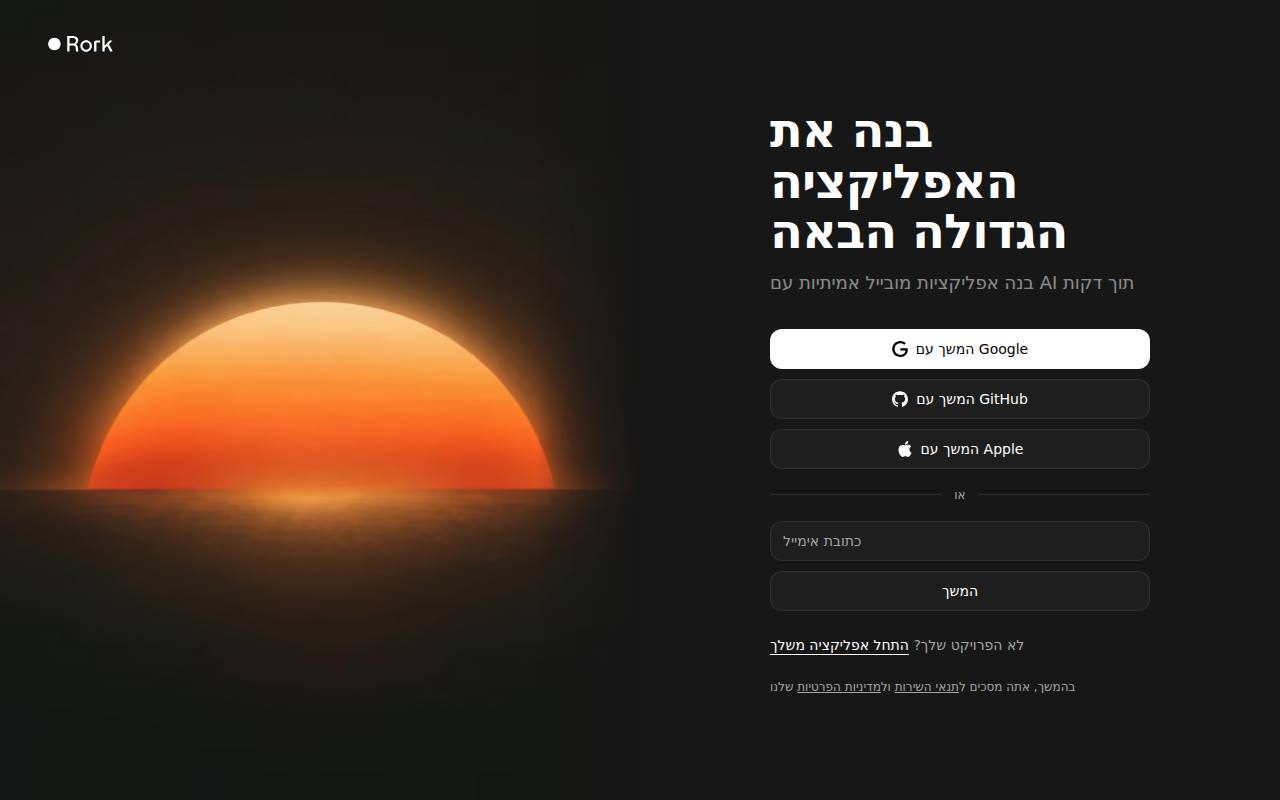 Rork
בנה את
האפליקציה
הגדולה הבאה
בנה אפליקציות מובייל אמיתיות עם AI תוך דקות
המשך עם Google
המשך עם GitHub
המשך עם Apple
או
כתובת אימייל
המשך
לא הפרויקט שלך? התחל אפליקציה משלך
בהמשך, אתה מסכים לתנאי השירות ולמדיניות הפרטיות שלנו